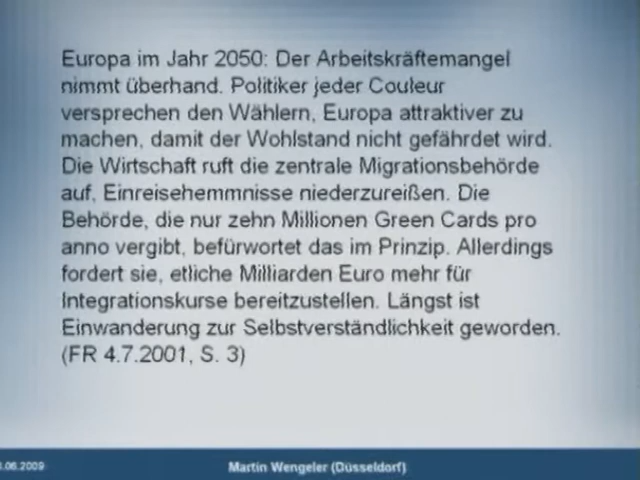 Europa im Jahr 2050: Der Arbeitskräftemangel
nimmt überhand. Politiker jeder Couleur
versprechen den Wählern, Europa attraktiver zu
machen, damit der Wohlstand nicht gefährdet wird.
Die Wirtschaft ruft die zentrale Migrationsbehörde
auf, Einreisehemmnisse niederzureißen. Die
Behörde, die nur zehn Millionen Green Cards pro
anno vergibt, befürwortet das im Prinzip. Allerdings
fordert sie, etliche Milliarden Euro mehr für
Integrationskurse bereitzustellen. Längst ist
Einwanderung zur Selbstverständlichkeit geworden.
(FR 4.7.2001, S. 3)
.06.2009 Martin Wengeler (Düsseldorf)